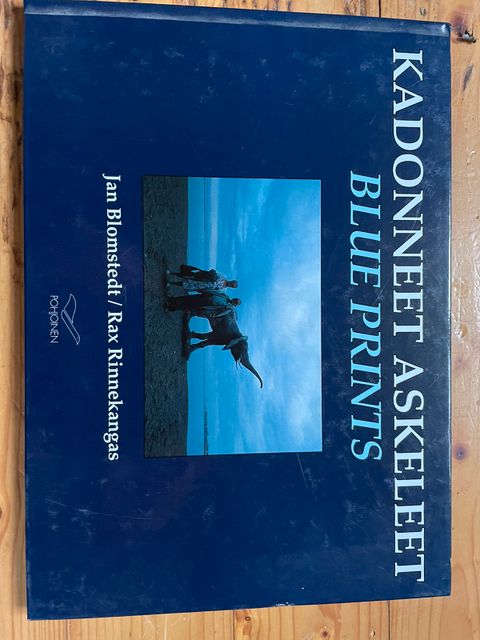 KADONNEET ASKELEET
BLUE PRINTS
Jan Blomstedt / Rax Rinnekangas
POHJOINEN